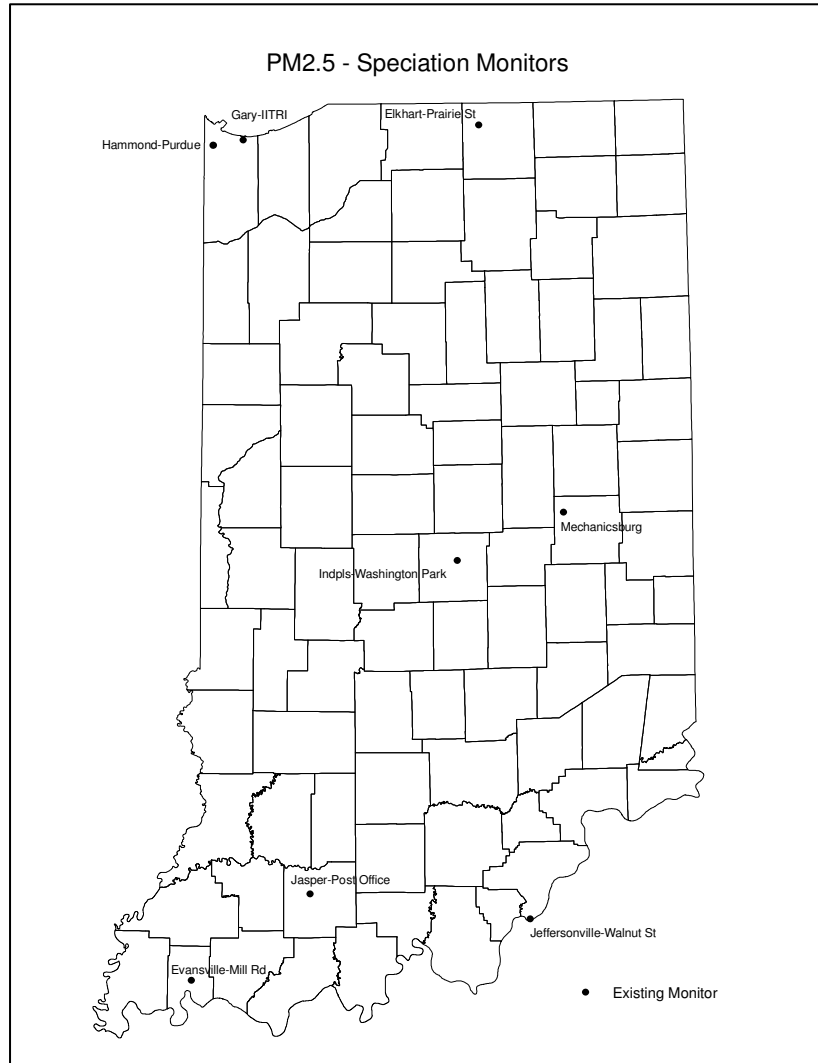 PM2.5 - Speciation Monitors
Gary-IITRI
Elkhart-Prairie St
Hammond-Purdue
Mechanicsburg
Indpls-Washington Park
Jasper-Post Office
Jeffersonville-Walnut St
Evansville-Mill Rd
Existing Monitor